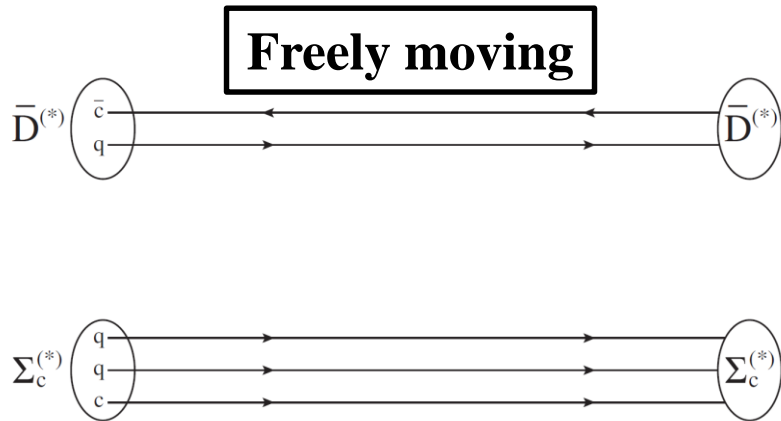 Freely moving
D̅⁽*⁾ c̅ D̅⁽*⁾
q
q
Σc⁽*⁾ q Σc⁽*⁾
c